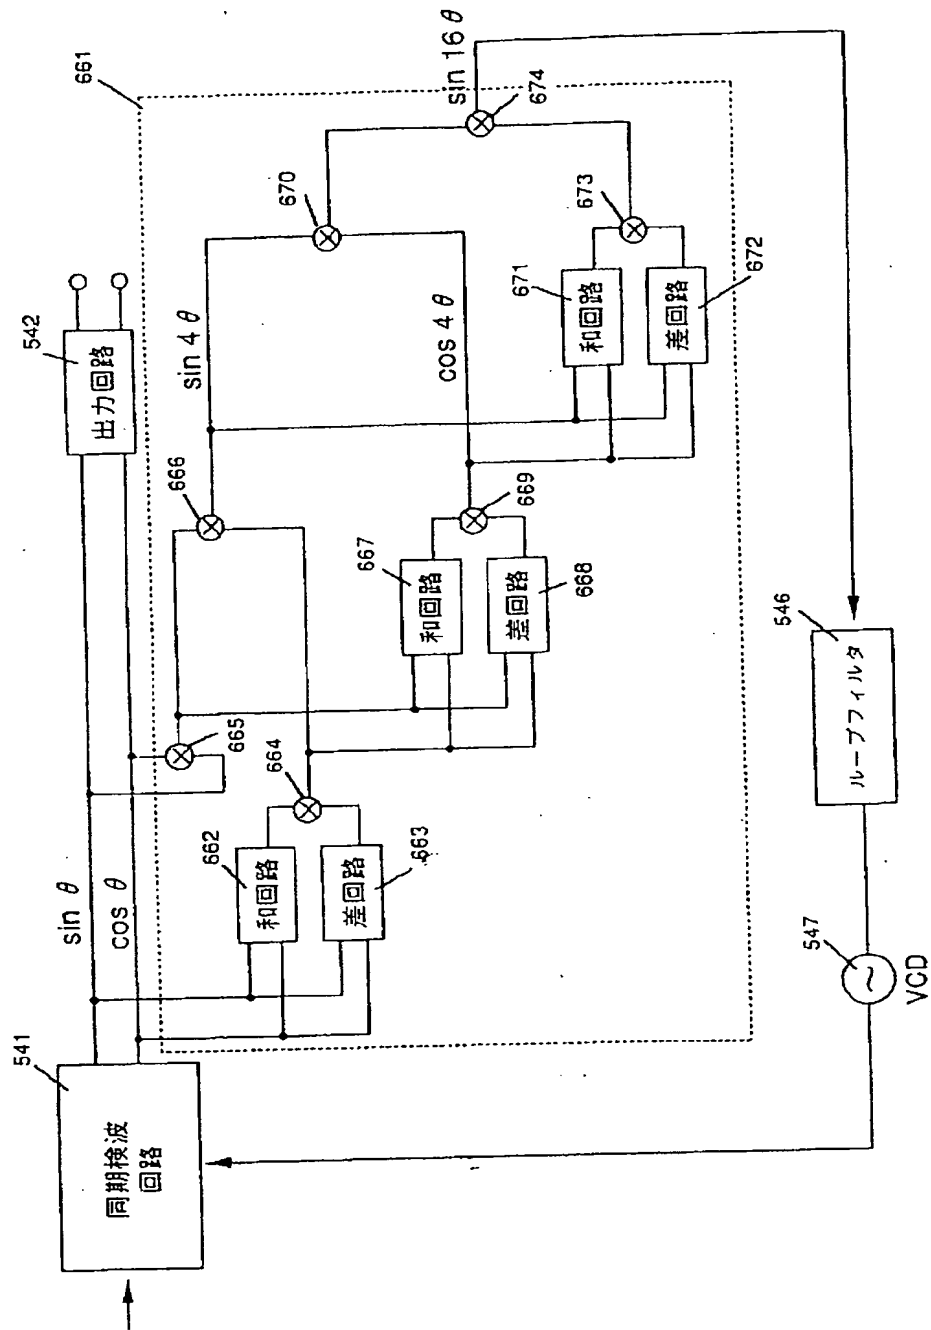 541
同期検波
回路
sin θ
cos θ
542
出力回路
661
662
和回路
663
差回路
664
665
666
sin 4θ
667
和回路
668
差回路
669
cos 4θ
670
671
和回路
672
差回路
673
674
sin 16θ
546
ループフィルタ
547
~
VCD